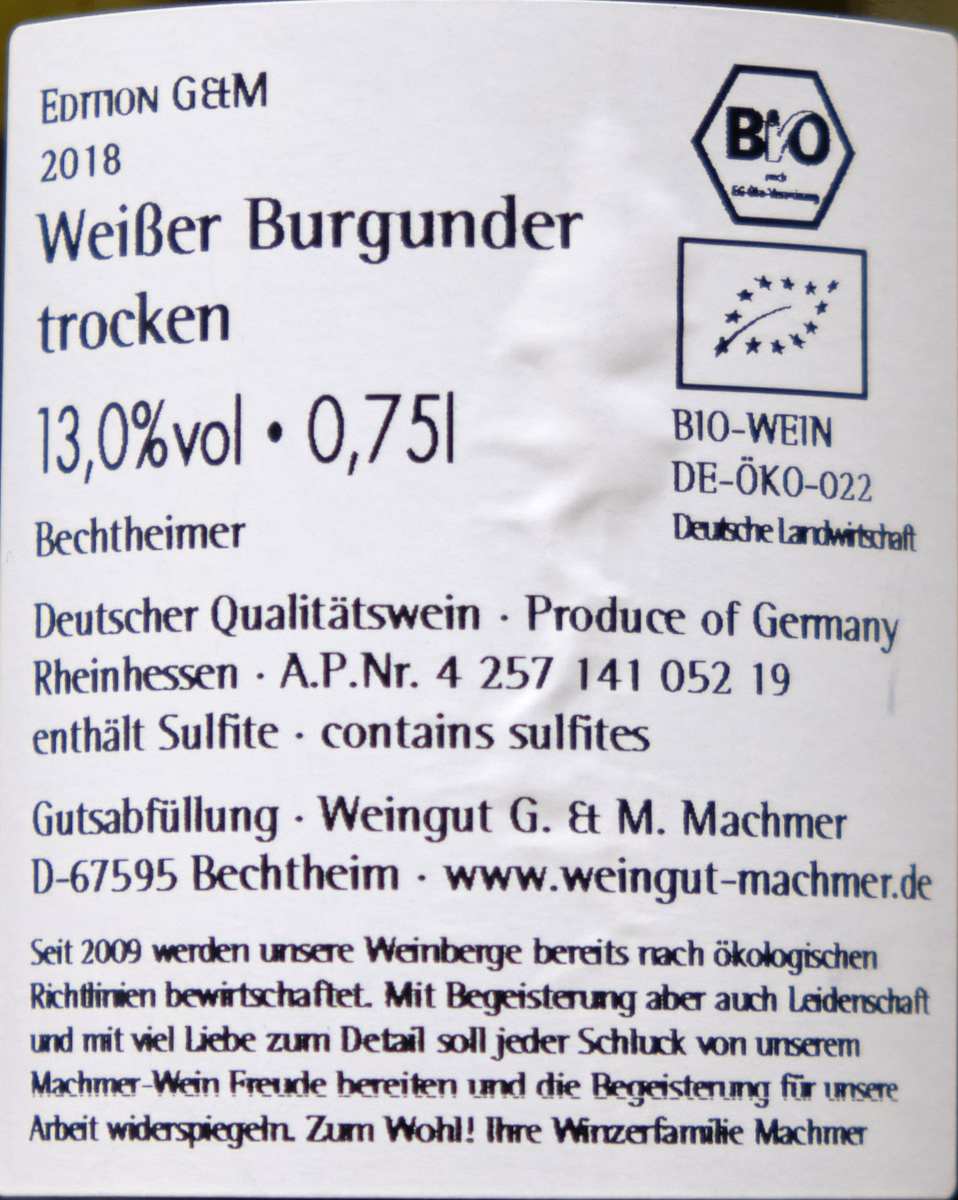 EDITION G&M
2018
Weißer Burgunder
trocken
13,0%vol • 0,75l
Bechtheimer
Deutscher Qualitätswein · Produce of Germany
Rheinhessen · A.P.Nr. 4 257 141 052 19
enthält Sulfite · contains sulfites
Gutsabfüllung · Weingut G. & M. Machmer
D-67595 Bechtheim · www.weingut-machmer.de
Seit 2009 werden unsere Weinberge bereits nach ökologischen
Richtlinien bewirtschaftet. Mit Begeisterung aber auch Leidenschaft
und mit viel Liebe zum Detail soll jeder Schluck von unserem
Machmer-Wein Freude bereiten und die Begeisterung für unsere
Arbeit widerspiegeln. Zum Wohl! Ihre Winzerfamilie Machmer
BIO
nach
BIO-WEIN
DE-ÖKO-022
Deutsche Landwirtschaft